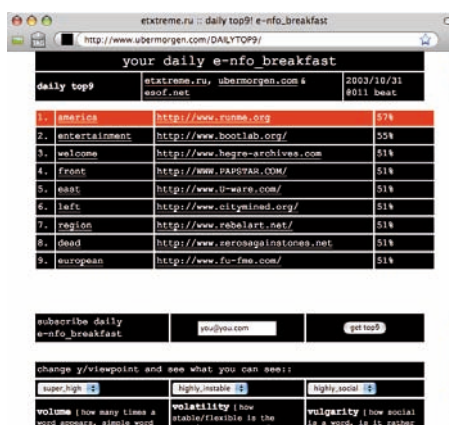 etxtreme.ru :: daily top9! e-nfo_breakfast
http://www.ubermorgen.com/DAILYTOP9/
your daily e-nfo_breakfast
daily top9 etxtreme.ru, ubermorgen.com & 2003/10/31
esof.net @011 beat
1. america http://www.runme.org 57%
2. entertainment http://www.bootlab.org/ 55%
3. welcome http://www.hegre-archives.com 51%
4. front http://www.PAPSTAR.COM/ 51%
5. east http://www.U-ware.com/ 51%
6. left http://www.citymined.org/ 51%
7. region http://www.rebelart.net/ 51%
8. dead http://www.zerosagainstones.net 51%
9. european http://www.fu-fme.com/ 51%
subscribe daily
e-nfo_breakfast you@you.com get top9
change y/viewpoint and see what you can see::
super_high highly_instable highly_social
volume (how many times a volatility (how vulgarity (how social
word appears, simple word stable/flexible is the is a word, is it rather